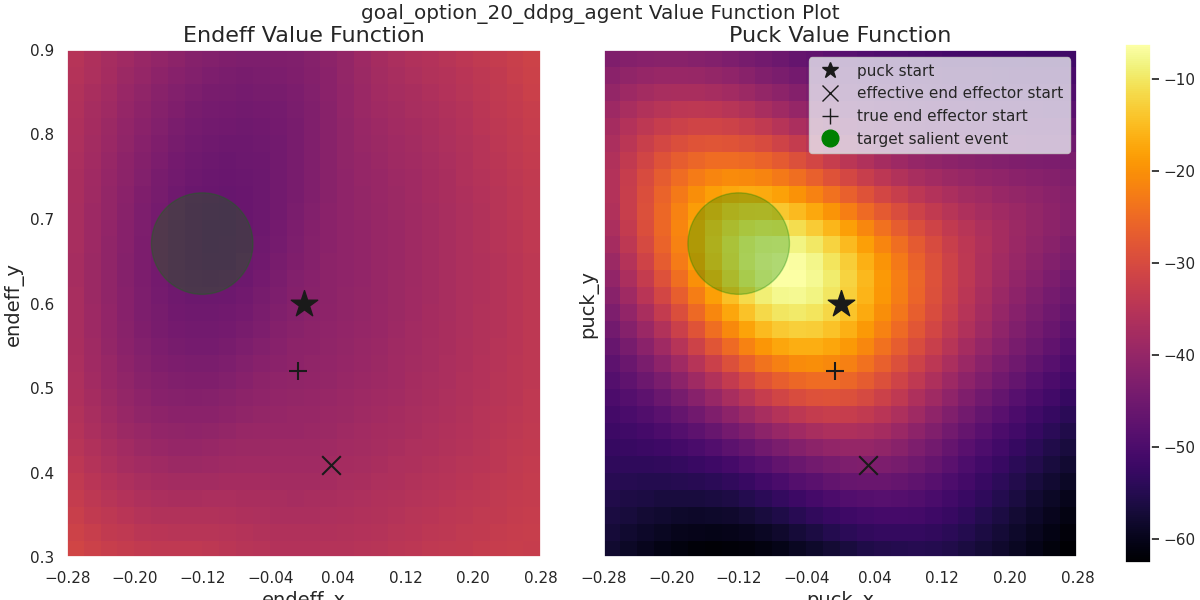 goal_option_20_ddpg_agent Value Function Plot
Endeff Value Function
Puck Value Function
puck start
effective end effector start
true end effector start
target salient event
0.9
0.8
0.7
0.6
0.5
0.4
0.3
endeff_y
−0.28
−0.20
−0.12
−0.04
0.04
0.12
0.20
0.28
endeff_x
puck_y
−0.28
−0.20
−0.12
−0.04
0.04
0.12
0.20
0.28
puck_x
−10
−20
−30
−40
−50
−60